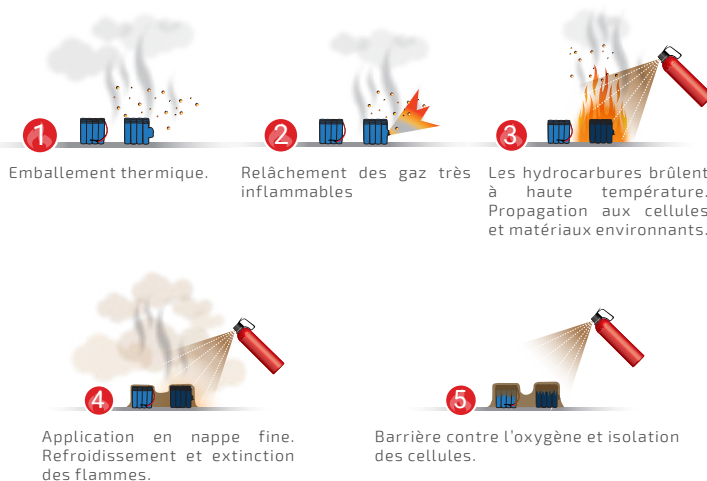 1
Emballement thermique.
2
Relâchement des gaz très
inflammables
3
Les hydrocarbures brûlent
à haute température.
Propagation aux cellules
et matériaux environnants.
4
Application en nappe fine.
Refroidissement et extinction
des flammes.
5
Barrière contre l'oxygène et isolation
des cellules.